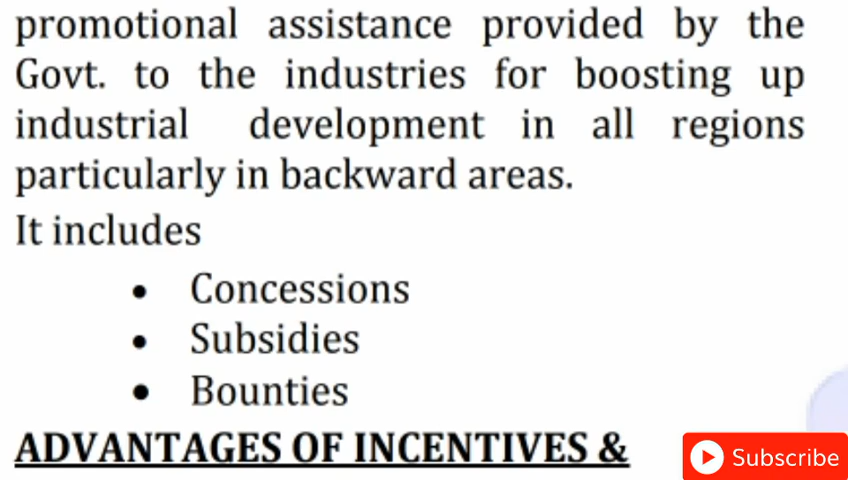 promotional assistance provided by the
Govt. to the industries for boosting up
industrial development in all regions
particularly in backward areas.
It includes
• Concessions
• Subsidies
• Bounties
ADVANTAGES OF INCENTIVES &
Subscribe